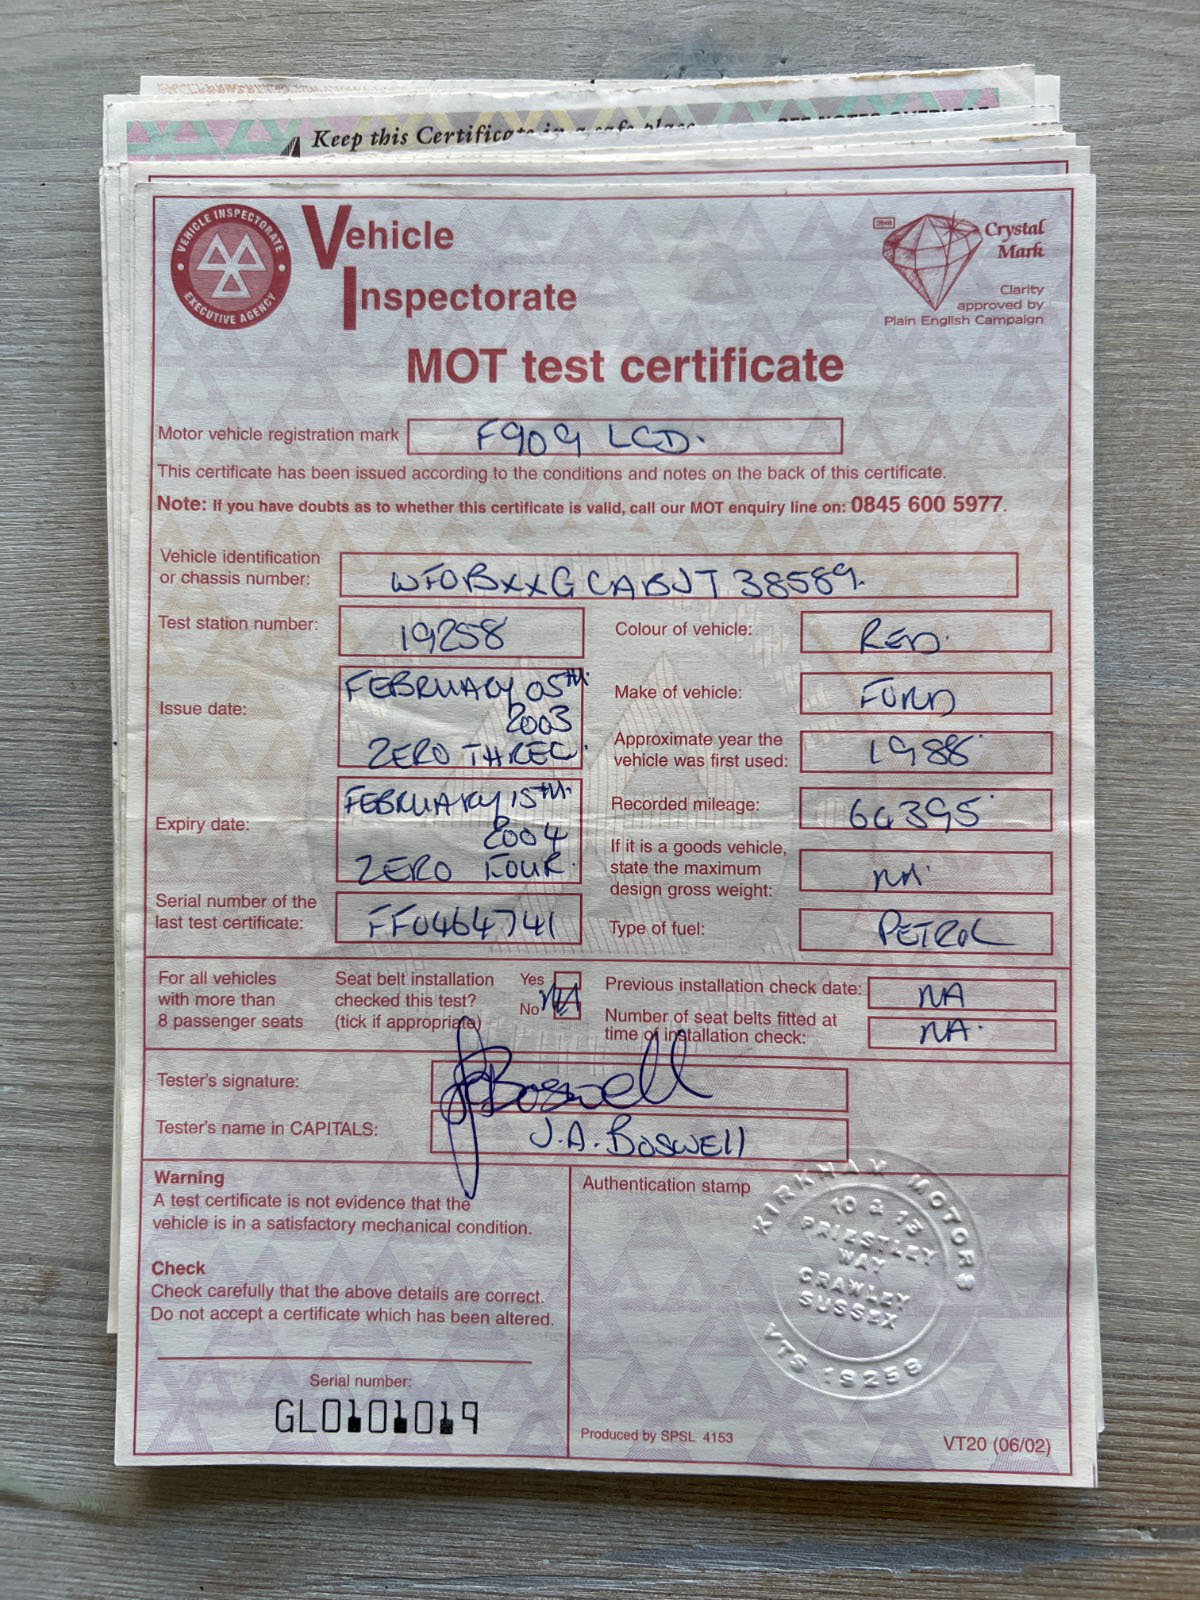 Keep this Certificate in a safe place
VEHICLE INSPECTORATE
EXECUTIVE AGENCY
Vehicle
Inspectorate
Crystal
Mark
Clarity
approved by
Plain English Campaign
MOT test certificate
Motor vehicle registration mark F909 LCD.
This certificate has been issued according to the conditions and notes on the back of this certificate.
Note: If you have doubts as to whether this certificate is valid, call our MOT enquiry line on: 0845 600 5977.
Vehicle identification
or chassis number: WF0BXXGCABJT38589.
Test station number: 19258
Colour of vehicle: RED.
Issue date: FEBRUARY 05TH.
2003
ZERO THREE.
Make of vehicle: FORD
Approximate year the
vehicle was first used: 1988
Expiry date: FEBRUARY 15TH.
2004
ZERO FOUR.
Recorded mileage:
If it is a goods vehicle,
state the maximum
design gross weight: NA.
Serial number of the
last test certificate: FF0464741
Type of fuel: PETROL
For all vehicles
with more than
8 passenger seats
Seat belt installation
checked this test?
(tick if appropriate)
Yes
No NA
Previous installation check date: NA
Number of seat belts fitted at
time of installation check: NA.
Tester's signature: Boswell
Tester's name in CAPITALS: J.A. BOSWEll
Warning
A test certificate is not evidence that the
vehicle is in a satisfactory mechanical condition.
Check
Check carefully that the above details are correct.
Do not accept a certificate which has been altered.
Serial number:
GL0101019
Authentication stamp
MOTORS
PRIESTLEY
WAY
CRAWLEY
SUSSEX
VTS 19258
Produced by SPSL 4153
VT20 (06/02)